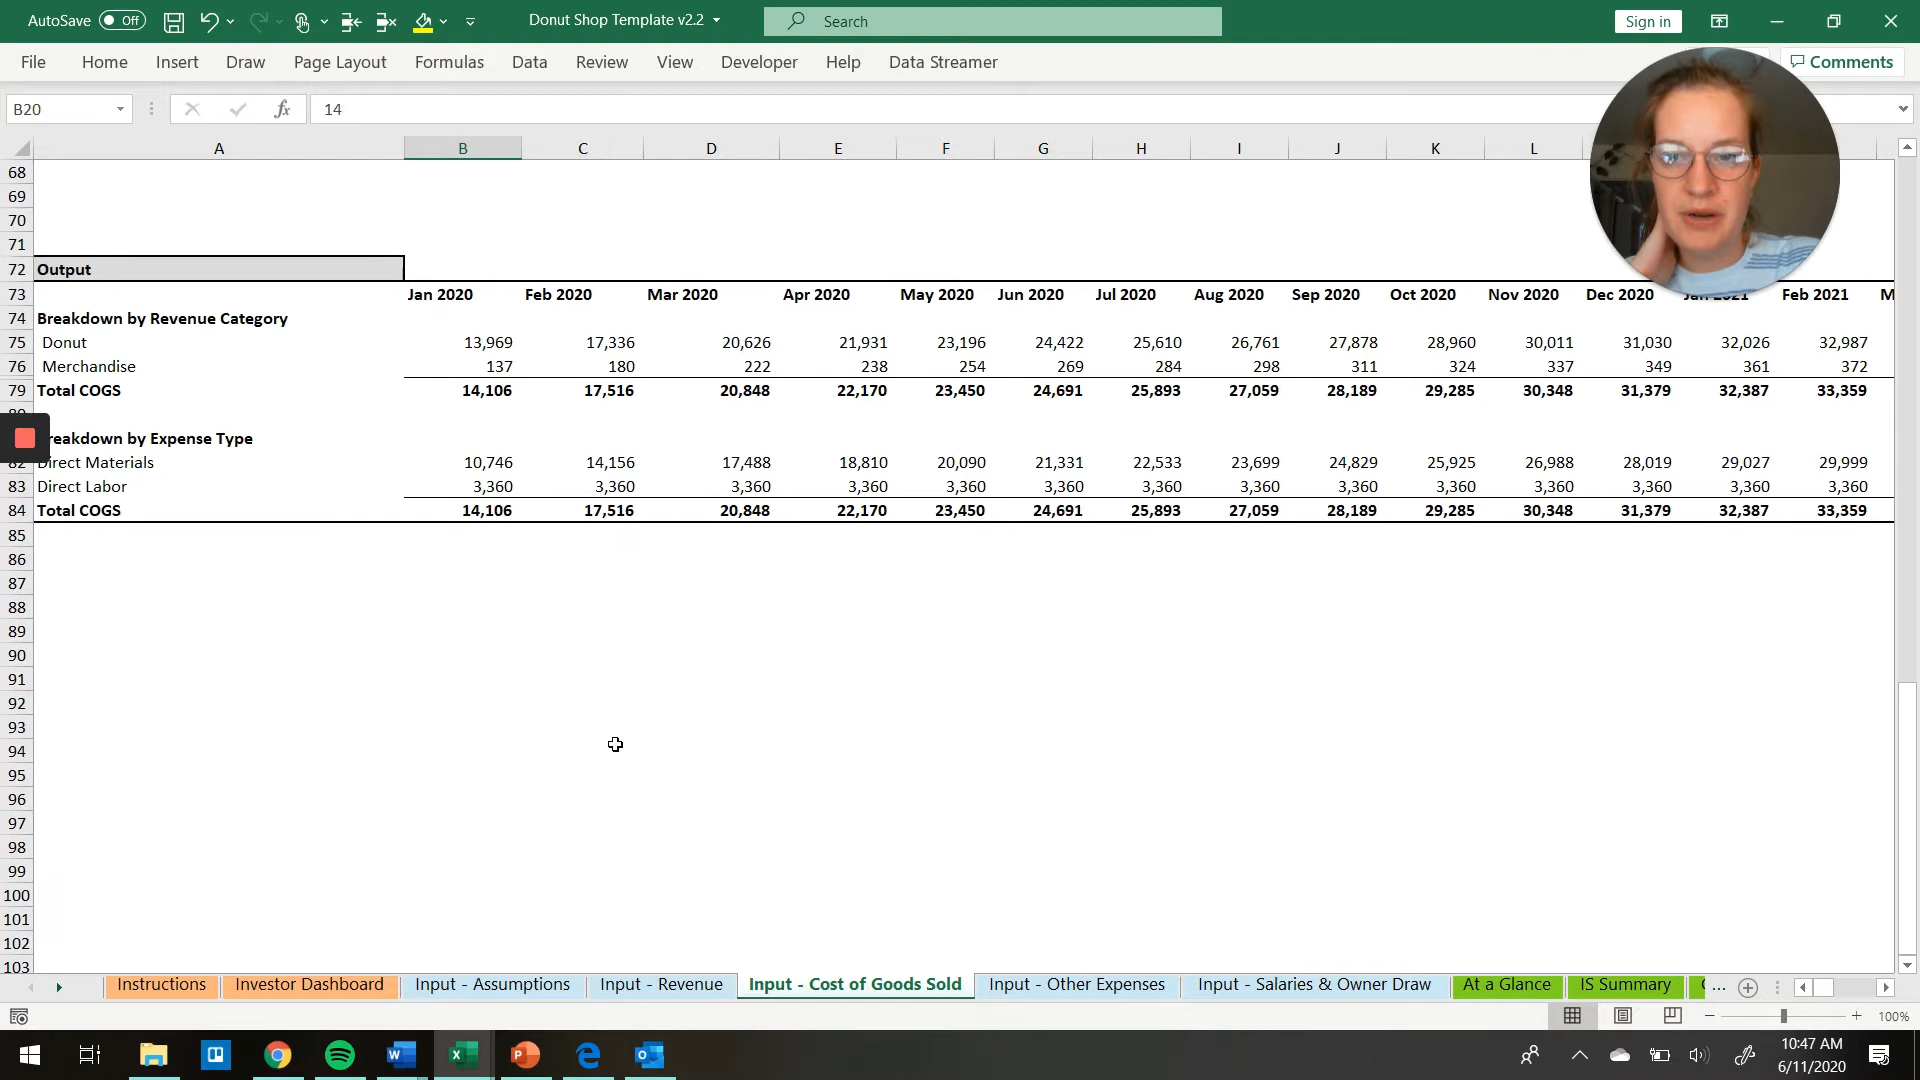 AutoSave Off Donut Shop Template v2.2 Search Sign in
File Home Insert Draw Page Layout Formulas Data Review View Developer Help Data Streamer Comments
B20 fx 14
A B C D E F G H I J K L
68
69
70
71
72 Output
73 Jan 2020 Feb 2020 Mar 2020 Apr 2020 May 2020 Jun 2020 Jul 2020 Aug 2020 Sep 2020 Oct 2020 Nov 2020 Dec 2020 Jan 2021 Feb 2021 M
74 Breakdown by Revenue Category
75 Donut 13,969 17,336 20,626 21,931 23,196 24,422 25,610 26,761 27,878 28,960 30,011 31,030 32,026 32,987
76 Merchandise 137 180 222 238 254 269 284 298 311 324 337 349 361 372
79 Total COGS 14,106 17,516 20,848 22,170 23,450 24,691 25,893 27,059 28,189 29,285 30,348 31,379 32,387 33,359
80
reakdown by Expense Type
82 Direct Materials 10,746 14,156 17,488 18,810 20,090 21,331 22,533 23,699 24,829 25,925 26,988 28,019 29,027 29,999
83 Direct Labor 3,360 3,360 3,360 3,360 3,360 3,360 3,360 3,360 3,360 3,360 3,360 3,360 3,360 3,360
84 Total COGS 14,106 17,516 20,848 22,170 23,450 24,691 25,893 27,059 28,189 29,285 30,348 31,379 32,387 33,359
85
86
87
88
89
90
91
92
93
94
95
96
97
98
99
100
101
102
103
Instructions Investor Dashboard Input - Assumptions Input - Revenue Input - Cost of Goods Sold Input - Other Expenses Input - Salaries & Owner Draw At a Glance IS Summary ...
100%
10:47 AM
6/11/2020